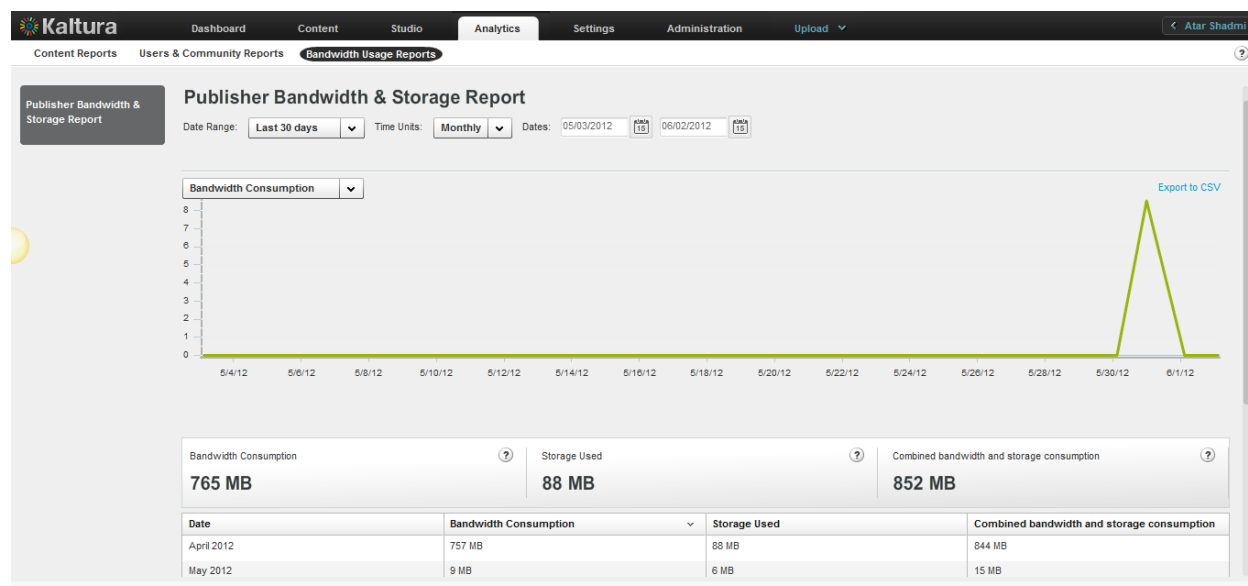 Kaltura Dashboard Content Studio Analytics Settings Administration Upload Atar Shadmi
Content Reports Users & Community Reports Bandwidth Usage Reports ?
Publisher Bandwidth &
Storage Report
Publisher Bandwidth & Storage Report
Date Range: Last 30 days Time Units: Monthly Dates: 05/03/2012 15 06/02/2012 15
Bandwidth Consumption Export to CSV
8
7
6
5
4
3
2
1
0
5/4/12 5/6/12 5/8/12 5/10/12 5/12/12 5/14/12 5/16/12 5/18/12 5/20/12 5/22/12 5/24/12 5/26/12 5/28/12 5/30/12 6/1/12
Bandwidth Consumption ? Storage Used ? Combined bandwidth and storage consumption ?
765 MB 88 MB 852 MB
Date Bandwidth Consumption Storage Used Combined bandwidth and storage consumption
April 2012 757 MB 88 MB 844 MB
May 2012 9 MB 6 MB 15 MB